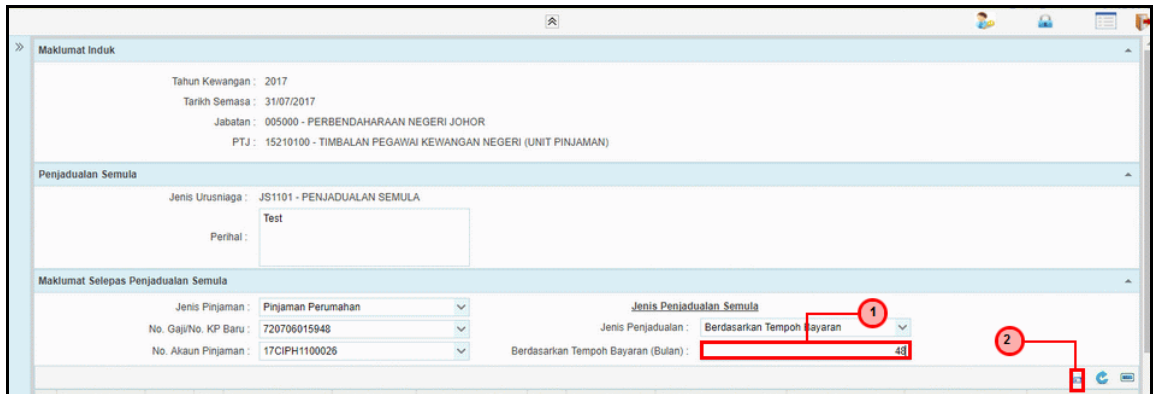 Maklumat Induk
Tahun Kewangan : 2017
Tarikh Semasa : 31/07/2017
Jabatan : 005000 - PERBENDAHARAAN NEGERI JOHOR
PTJ : 15210100 - TIMBALAN PEGAWAI KEWANGAN NEGERI (UNIT PINJAMAN)
Penjadualan Semula
Jenis Urusniaga : JS1101 - PENJADUALAN SEMULA
Perihal : Test
Maklumat Selepas Penjadualan Semula
Jenis Pinjaman : Pinjaman Perumahan
Jenis Penjadualan Semula
1
No. Gaji/No. KP Baru : 720706015948
Jenis Penjadualan : Berdasarkan Tempoh Bayaran
2
No. Akaun Pinjaman : 17CIPH1100026
Berdasarkan Tempoh Bayaran (Bulan) : 48